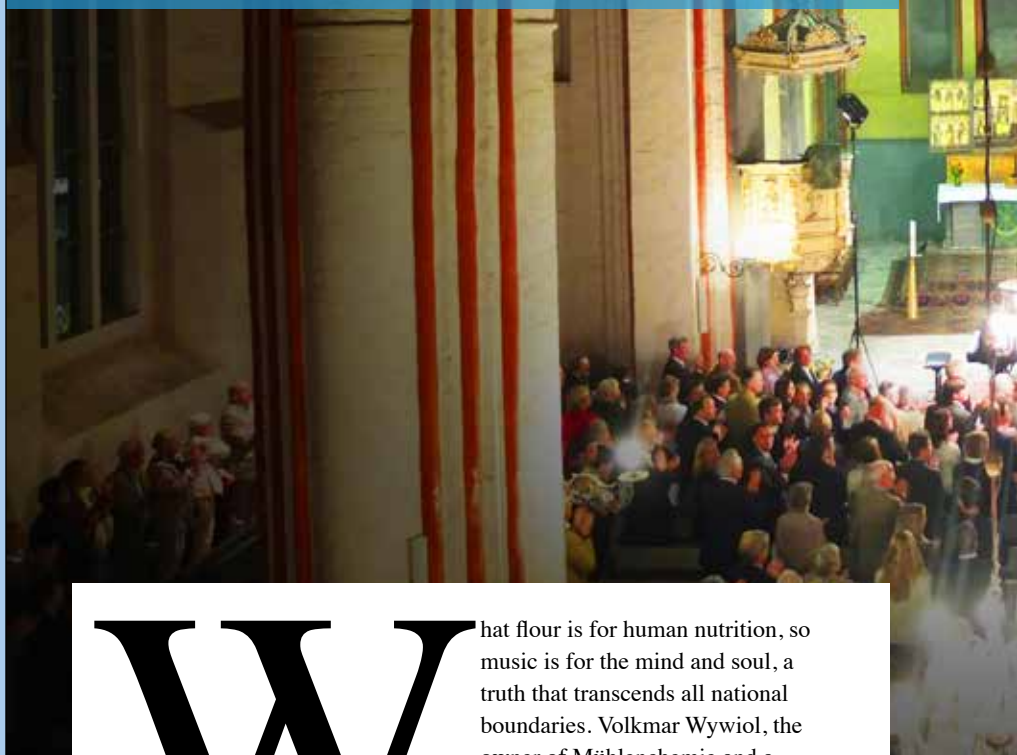 What flour is for human nutrition, so
music is for the mind and soul, a
truth that transcends all national
boundaries. Volkmar Wywiol, the
owner of Mühlenchemie and a